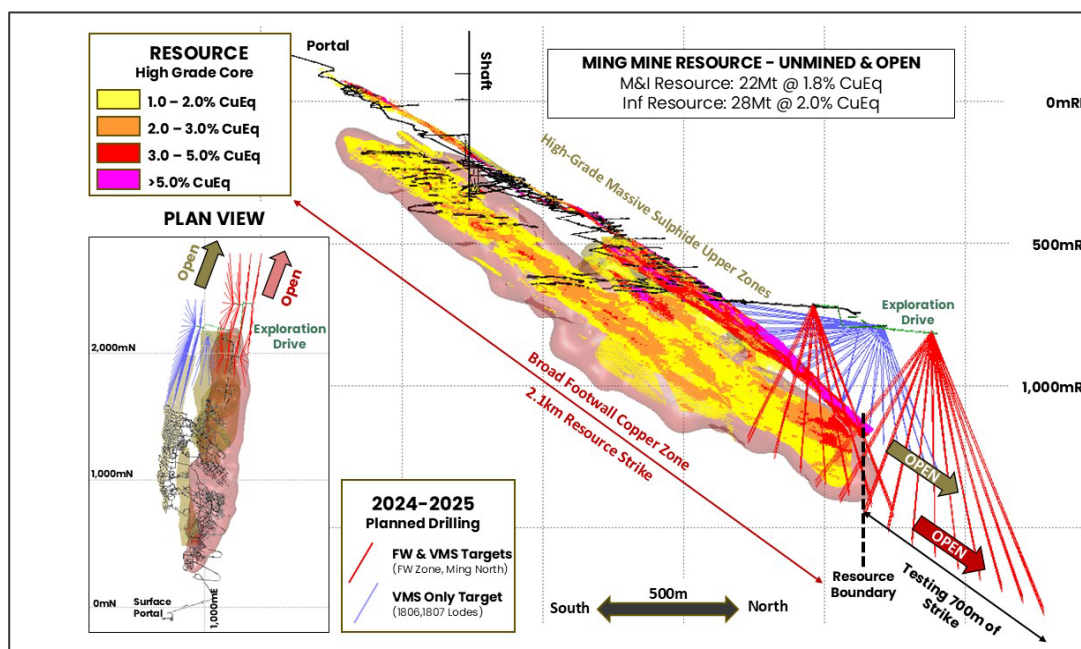 RESOURCE
High Grade Core
1.0 – 2.0% CuEq
2.0 – 3.0% CuEq
3.0 – 5.0% CuEq
>5.0% CuEq
Portal
Shaft
MING MINE RESOURCE – UNMINED & OPEN
M&I Resource: 22Mt @ 1.8% CuEq
Inf Resource: 28Mt @ 2.0% CuEq
0mRl
High-Grade Massive Sulphide Upper Zones
500mR
1,000mR
PLAN VIEW
Open
Open
Exploration
Drive
2,000mN
1,000mN
0mN
Surface
Portal
1,000mE
Exploration
Drive
Broad Footwall Copper Zone
2.1km Resource Strike
OPEN
OPEN
2024-2025
Planned Drilling
FW & VMS Targets
(FW Zone, Ming North)
VMS Only Target
(1806,1807 Lodes)
500m
South
North
Resource
Boundary
Testing 700m of
Strike